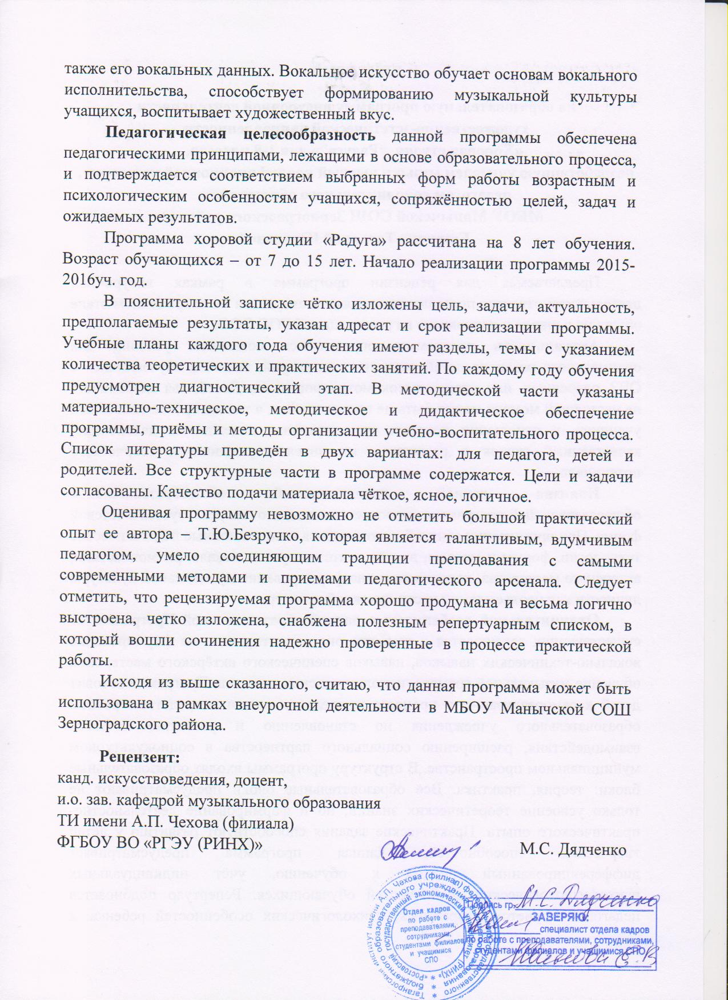 также его вокальных данных. Вокальное искусство обучает основам вокального
исполнительства, способствует формированию музыкальной культуры
учащихся, воспитывает художественный вкус.
Педагогическая целесообразность данной программы обеспечена
педагогическими принципами, лежащими в основе образовательного процесса,
и подтверждается соответствием выбранных форм работы возрастным и
психологическим особенностям учащихся, сопряжённостью целей, задач и
ожидаемых результатов.
Программа хоровой студии «Радуга» рассчитана на 8 лет обучения.
Возраст обучающихся – от 7 до 15 лет. Начало реализации программы 2015-
2016уч. год.
В пояснительной записке чётко изложены цель, задачи, актуальность,
предполагаемые результаты, указан адресат и срок реализации программы.
Учебные планы каждого года обучения имеют разделы, темы с указанием
количества теоретических и практических занятий. По каждому году обучения
предусмотрен диагностический этап. В методической части указаны
материально-техническое, методическое и дидактическое обеспечение
программы, приёмы и методы организации учебно-воспитательного процесса.
Список литературы приведён в двух вариантах: для педагога, детей и
родителей. Все структурные части в программе содержатся. Цели и задачи
согласованы. Качество подачи материала чёткое, ясное, логичное.
Оценивая программу невозможно не отметить большой практический
опыт ее автора – Т.Ю.Безручко, которая является талантливым, вдумчивым
педагогом, умело соединяющим традиции преподавания с самыми
современными методами и приемами педагогического арсенала. Следует
отметить, что рецензируемая программа хорошо продумана и весьма логично
выстроена, четко изложена, снабжена полезным репертуарным списком, в
который вошли сочинения надежно проверенные в процессе практической
работы.
Исходя из выше сказанного, считаю, что данная программа может быть
использована в рамках внеурочной деятельности в МБОУ Манычской СОШ
Зерноградского района.
Рецензент:
канд. искусствоведения, доцент,
и.о. зав. кафедрой музыкального образования
ТИ имени А.П. Чехова (филиала)
ФГБОУ ВО «РГЭУ (РИНХ)»
М.С. Дядченко
Отдел кадров
по работе с
преподавателями,
сотрудниками,
студентами филиалов
и учащимися
СПО
Подпись гр. М.С. Дядченко
ЗАВЕРЯЮ:
специалист отдела кадров
по работе с преподавателями, сотрудниками,
студентами филиалов и учащимися СПО